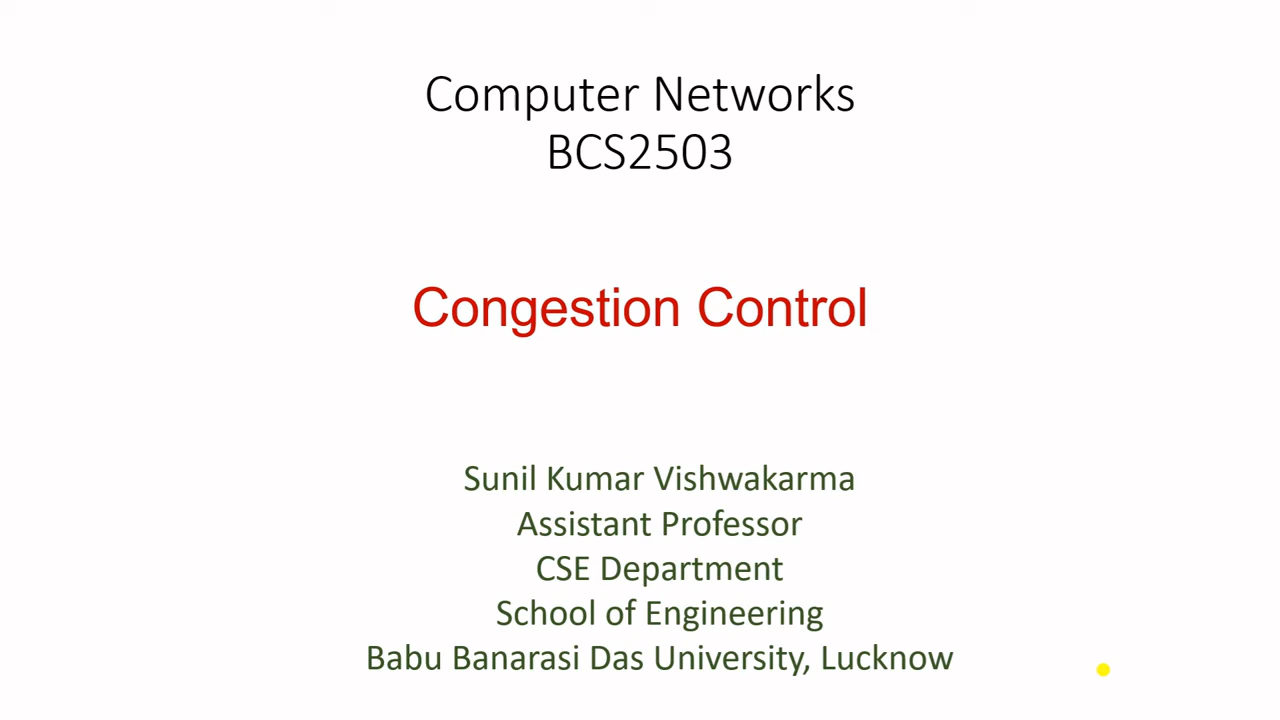 Computer Networks
BCS2503
Congestion Control
Sunil Kumar Vishwakarma
Assistant Professor
CSE Department
School of Engineering
Babu Banarasi Das University, Lucknow